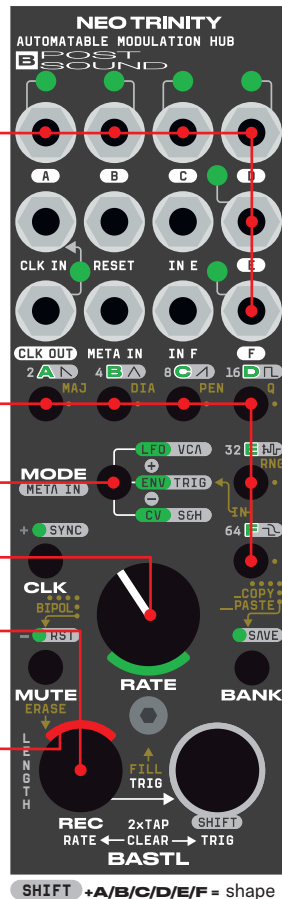 NEO TRINITY
AUTOMATABLE MODULATION HUB
B POST
SOUND
A B C D
CLK IN RESET IN E E
CLK OUT META IN IN F F
2 A 4 B 8 C 16 D
MAJ DIA PEN Q
LFO VCA 32 E
MODE RNG
META IN ENV TRIG IN
CV S&H 64 F
+ SYNC
CLK COPY
BIPOL PASTE
- RST SAVE
RATE
MUTE BANK
ERASE
LENGTH
FILL
TRIG
REC 2xTAP SHIFT
RATE ← CLEAR → TRIG
BASTL
SHIFT +A/B/C/D/E/F = shape